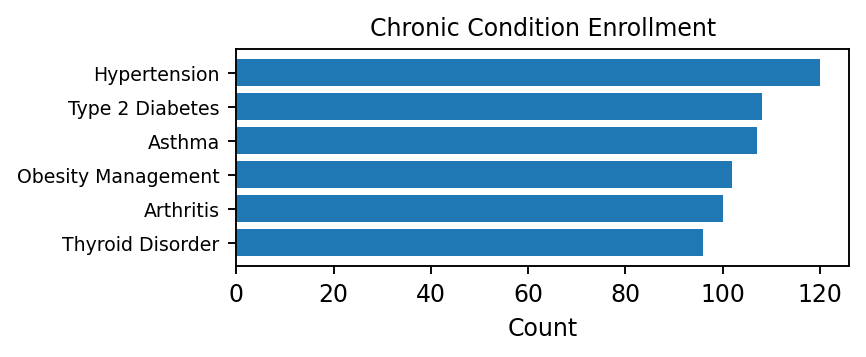 Chronic Condition Enrollment
Hypertension
Type 2 Diabetes
Asthma
Obesity Management
Arthritis
Thyroid Disorder
0 20 40 60 80 100 120
Count